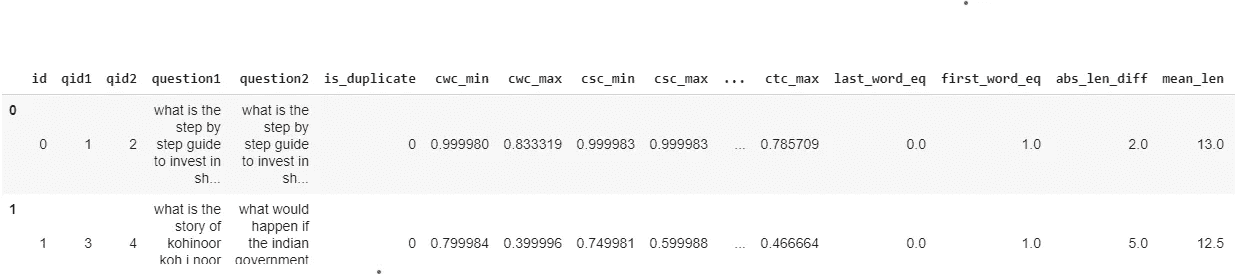 id qid1 qid2 question1 question2 is_duplicate cwc_min cwc_max csc_min csc_max ... ctc_max last_word_eq first_word_eq abs_len_diff mean_len
0
what is the what is the
step by step by
0 1 2 step guide step guide 0 0.999980 0.833319 0.999983 0.999983 ... 0.785709 0.0 1.0 2.0 13.0
to invest in to invest in
sh... sh...
1
what is the what would
story of happen if
1 3 4 kohinoor the indian 0 0.799984 0.399996 0.749981 0.599988 ... 0.466664 0.0 1.0 5.0 12.5
koh i noor government